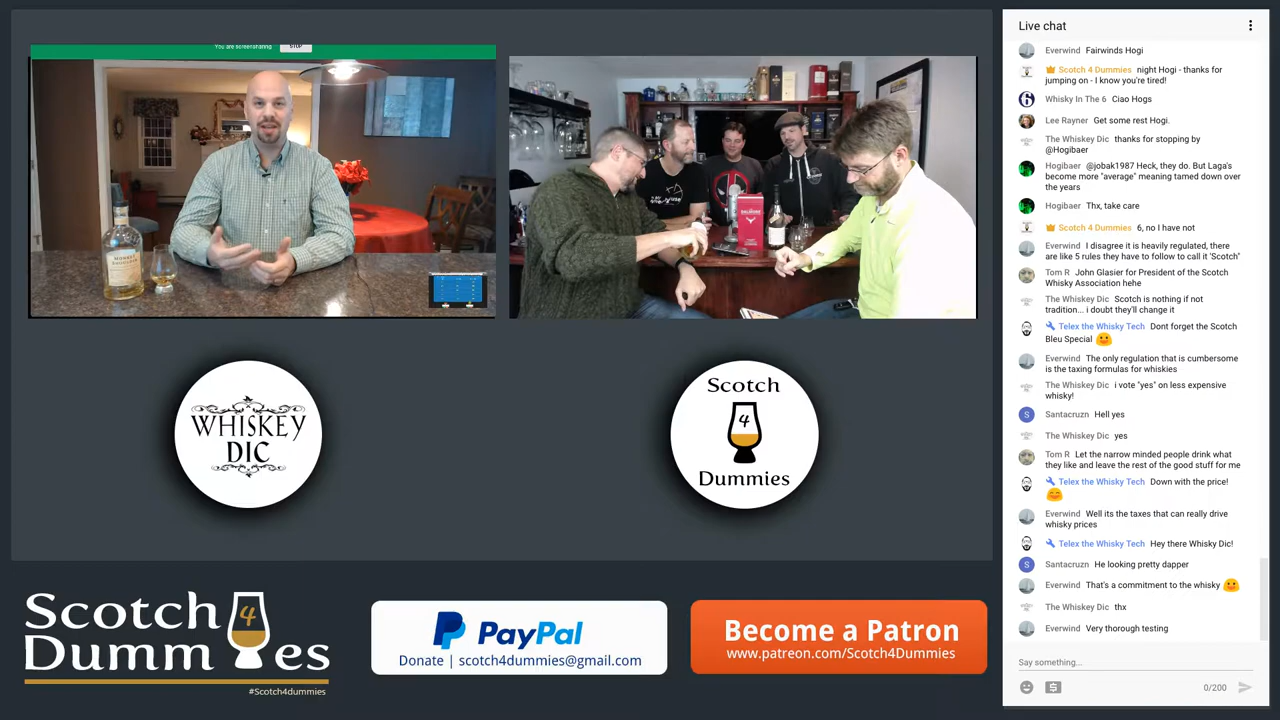 You are screensharing
STOP
MONKEY
DALMORE
WHISKEY
DIC
Scotch
4
Dummies
Scotch
4
Dumm es
#Scotch4dummies
PayPal
Donate | scotch4dummies@gmail.com
Become a Patron
www.patreon.com/Scotch4Dummies
Live chat
Everwind Fairwinds Hogi
Scotch 4 Dummies night Hogi - thanks for
jumping on - I know you're tired!
Whisky In The 6 Ciao Hogs
Lee Rayner Get some rest Hogi.
The Whiskey Dic thanks for stopping by
@Hogibaer
Hogibaer @jobak1987 Heck, they do. But Laga's
become more "average" meaning tamed down over
the years
Hogibaer Thx, take care
Scotch 4 Dummies 6, no I have not
Everwind I disagree it is heavily regulated, there
are like 5 rules they have to follow to call it 'Scotch"
Tom R John Glasier for President of the Scotch
Whisky Association hehe
The Whiskey Dic Scotch is nothing if not
tradition... i doubt they'll change it
Telex the Whisky Tech Dont forget the Scotch
Bleu Special
Everwind The only regulation that is cumbersome
is the taxing formulas for whiskies
The Whiskey Dic i vote "yes" on less expensive
whisky!
S
Santacruzn Hell yes
The Whiskey Dic yes
Tom R Let the narrow minded people drink what
they like and leave the rest of the good stuff for me
Telex the Whisky Tech Down with the price!
Everwind Well its the taxes that can really drive
whisky prices
Telex the Whisky Tech Hey there Whisky Dic!
S
Santacruzn He looking pretty dapper
Everwind That's a commitment to the whisky
The Whiskey Dic thx
Everwind Very thorough testing
Say something...
0/200